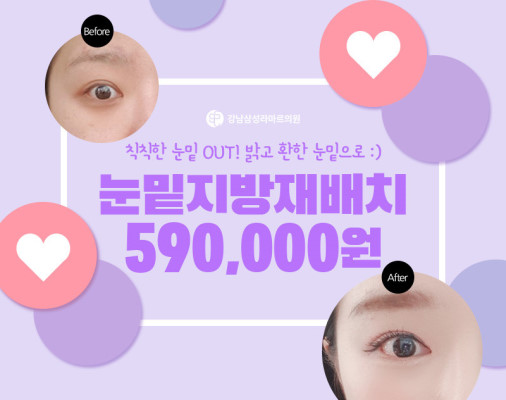 Before
강남삼성라마르의원
칙칙한 눈밑 OUT! 밝고 환한 눈밑으로 :)
눈밑지방재배치
590,000원
After